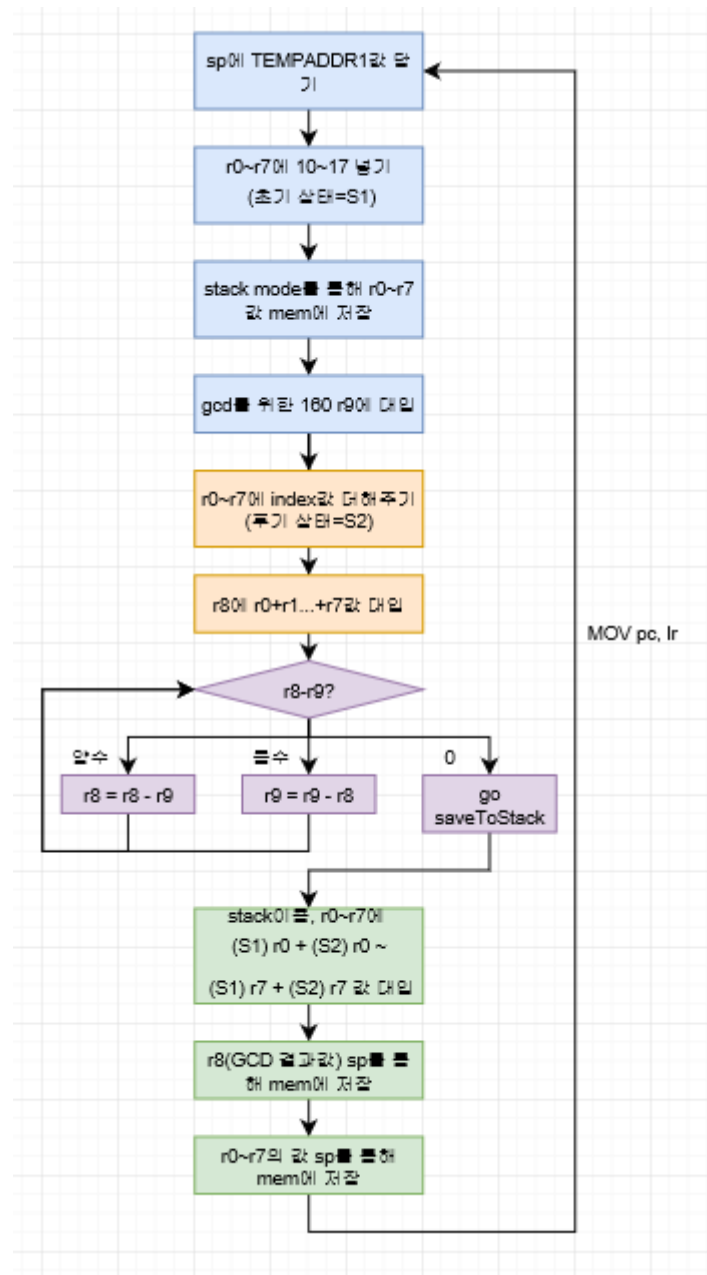 sp에 TEMPADDR1값 담
기
r0~r7에 10~17 넣기
(초기 상태=S1)
stack mode를 통해 r0~r7
값 mem에 저장
gcd를 위한 160 r9에 대입
r0~r7에 index값 더해주기
(후기 상태=S2)
r8에 r0+r1...+r7값 대입
MOV pc, lr
r8-r9?
양수
음수
0
r8 = r8 - r9
r9 = r9 - r8
go
saveToStack
stack이용, r0~r7에
(S1) r0 + (S2) r0 ~
(S1) r7 + (S2) r7 값 대입
r8(GCD 결과값) sp를 통
해 mem에 저장
r0~r7의 값 sp를 통해
mem에 저장